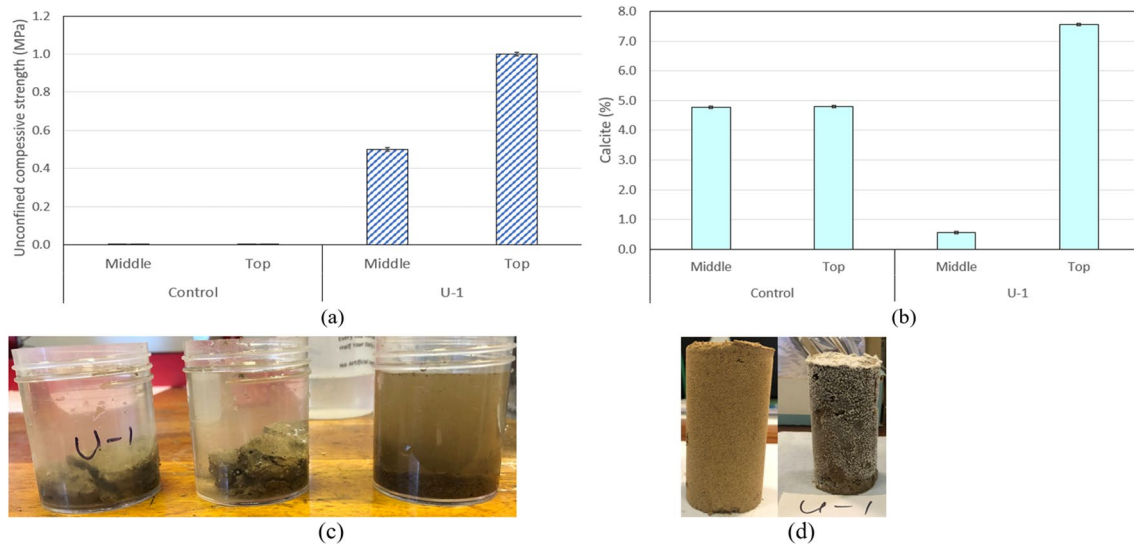 Unconfined compessive strength (MPa)
1.2
1.0
0.8
0.6
0.4
0.2
0.0
Middle
Top
Middle
Top
Control
U-1
(a)
Calcite (%)
8.0
7.0
6.0
5.0
4.0
3.0
2.0
1.0
0.0
Middle
Top
Middle
Top
Control
U-1
(b)
U-1
(c)
U-1
(d)